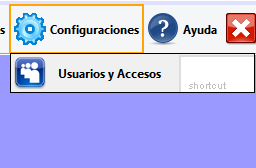 s Configuraciones Ayuda
Usuarios y Accesos
shortcut